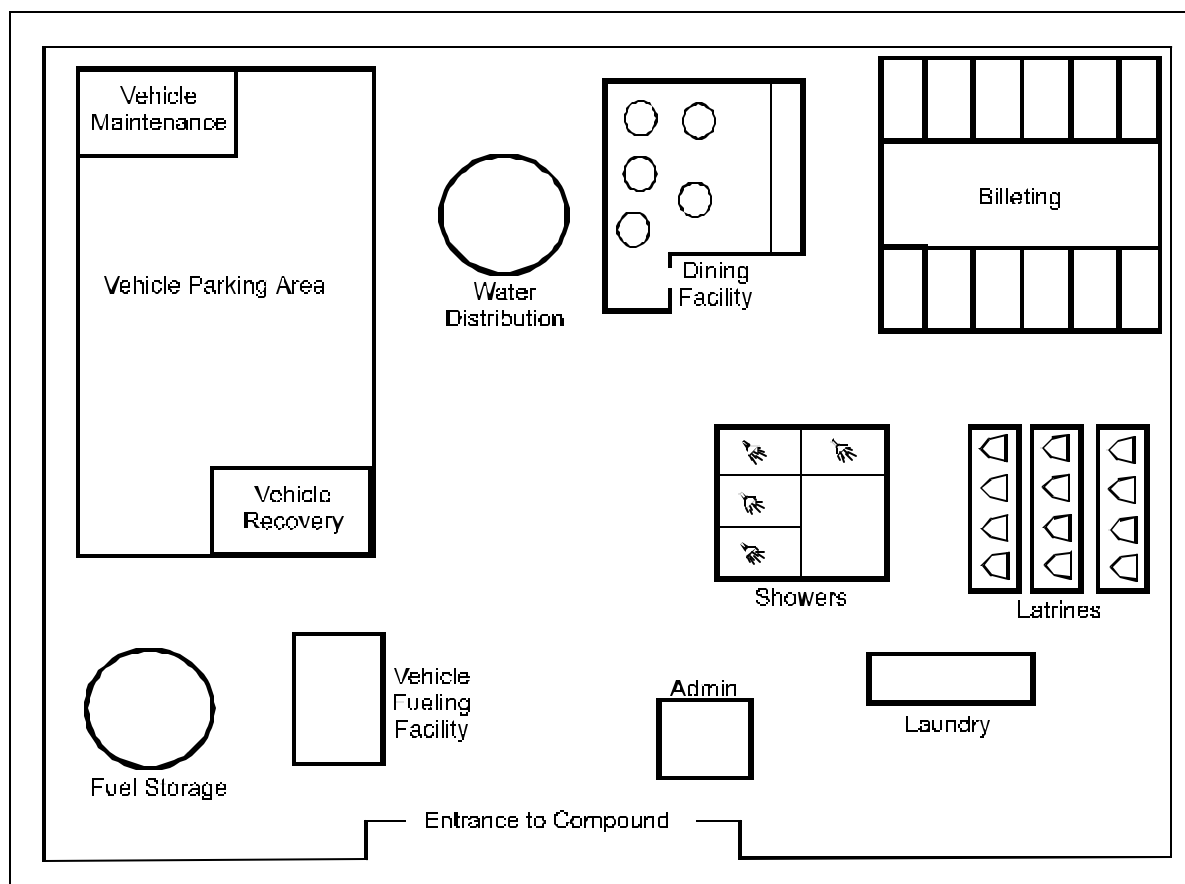 Vehicle
Maintenance
Vehicle Parking Area
Vehicle
Recovery
Water
Distribution
Dining
Facility
Billeting
Showers
Latrines
Fuel Storage
Vehicle
Fueling
Facility
Admin
Laundry
Entrance to Compound